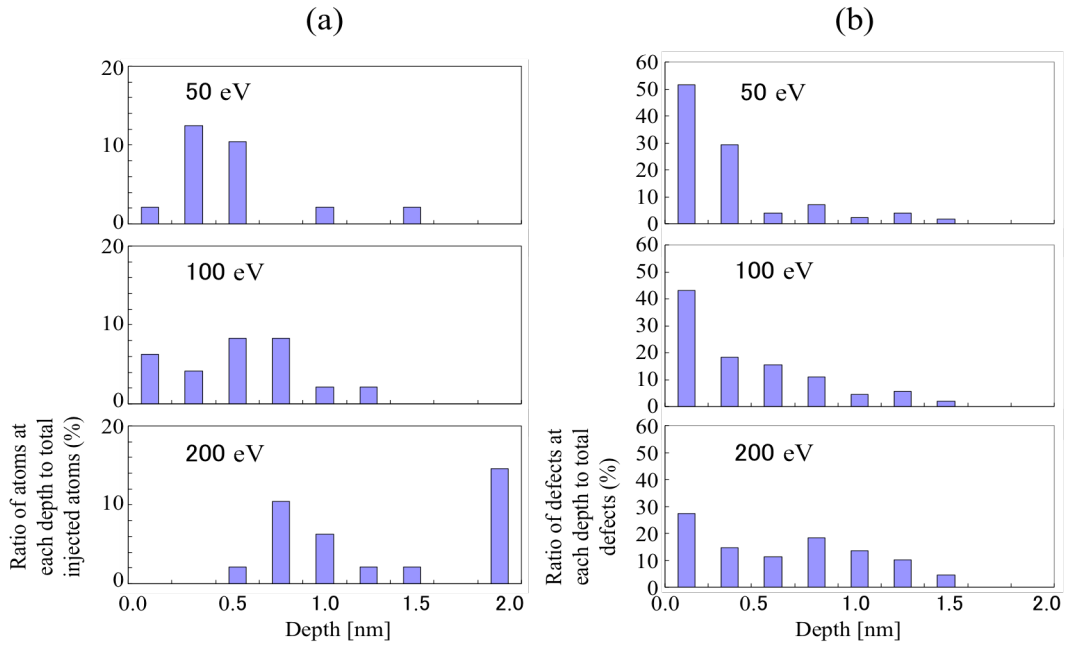 (a)
20
10
0
50 eV
20
10
0
100 eV
20
10
0
200 eV
0.0 0.5 1.0 1.5 2.0
Depth [nm]
Ratio of atoms at
each depth to total
injected atoms (%)
(b)
60
50
40
30
20
10
0
50 eV
60
50
40
30
20
10
0
100 eV
60
50
40
30
20
10
0
200 eV
0.0 0.5 1.0 1.5 2.0
Depth [nm]
Ratio of defects at
each depth to total
defects (%)